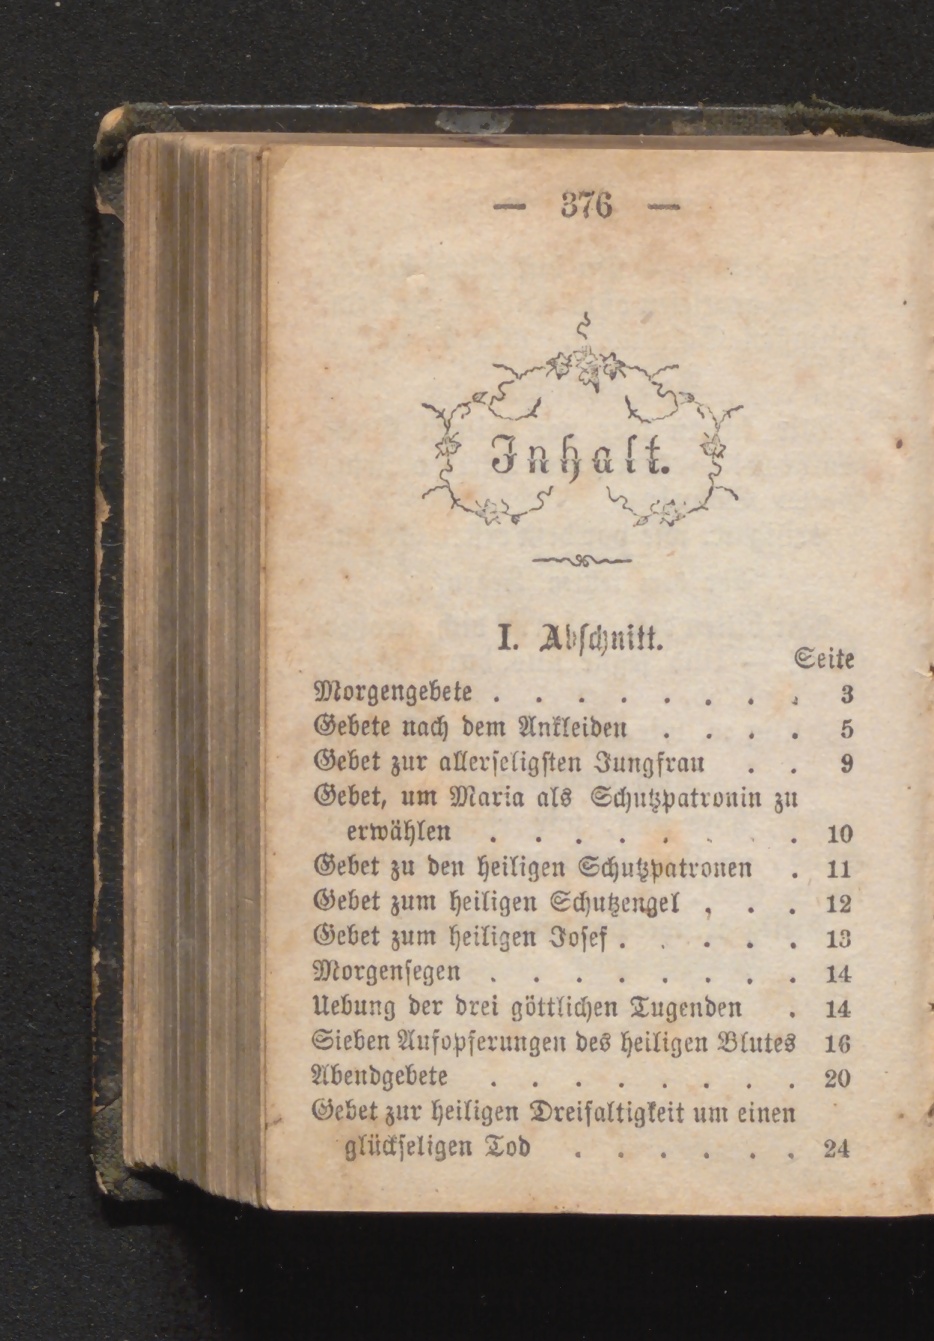 — 376 —
Inhalt.
I. Abschnitt.
Seite
Morgengebete . . . . . . . . 3
Gebete nach dem Ankleiden . . . . 5
Gebet zur allerseligsten Jungfrau . . 9
Gebet, um Maria als Schutzpatronin zu
erwählen . . . . . . . . 10
Gebet zu den heiligen Schutzpatronen . 11
Gebet zum heiligen Schutzengel . . . 12
Gebet zum heiligen Josef . . . . . 13
Morgensegen . . . . . . . . 14
Uebung der drei göttlichen Tugenden . 14
Sieben Aufopferungen des heiligen Blutes 16
Abendgebete . . . . . . . . 20
Gebet zur heiligen Dreifaltigkeit um einen
glückseligen Tod . . . . . . 24